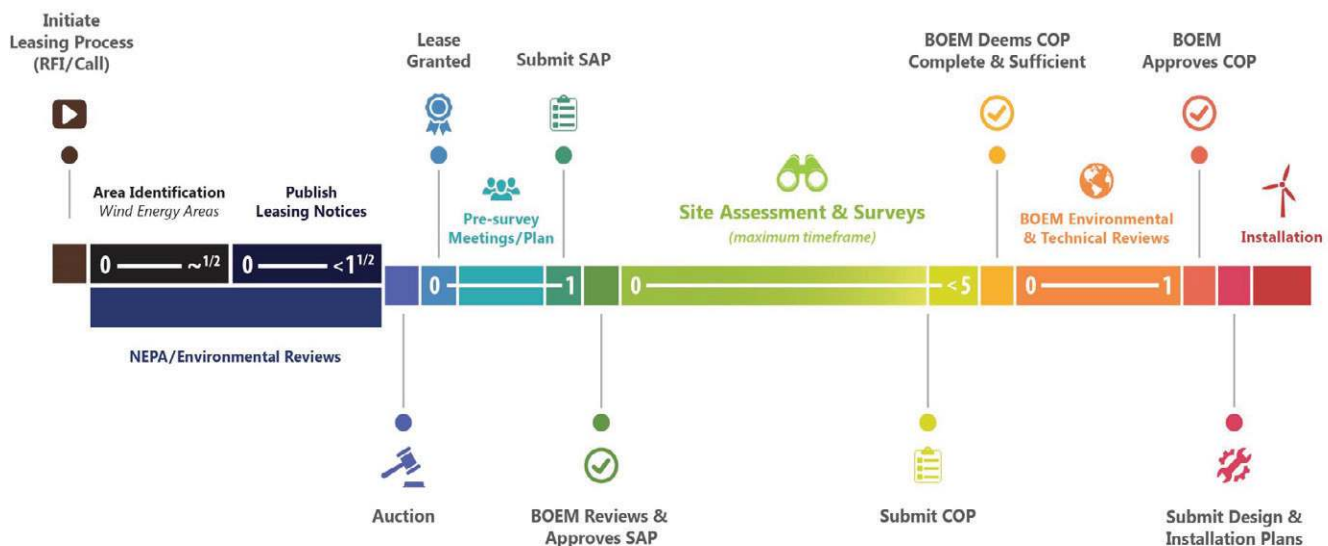 Initiate
Leasing Process
(RFI/Call)
Lease
Granted
Submit SAP
BOEM Deems COP
Complete & Sufficient
BOEM
Approves COP
Area Identification
Wind Energy Areas
Publish
Leasing Notices
Pre-survey
Meetings/Plan
Site Assessment & Surveys
(maximum timeframe)
BOEM Environmental
& Technical Reviews
Installation
0 ~1/2
0 <1 1/2
0 1
0 <5
0 1
NEPA/Environmental Reviews
Auction
BOEM Reviews &
Approves SAP
Submit COP
Submit Design &
Installation Plans